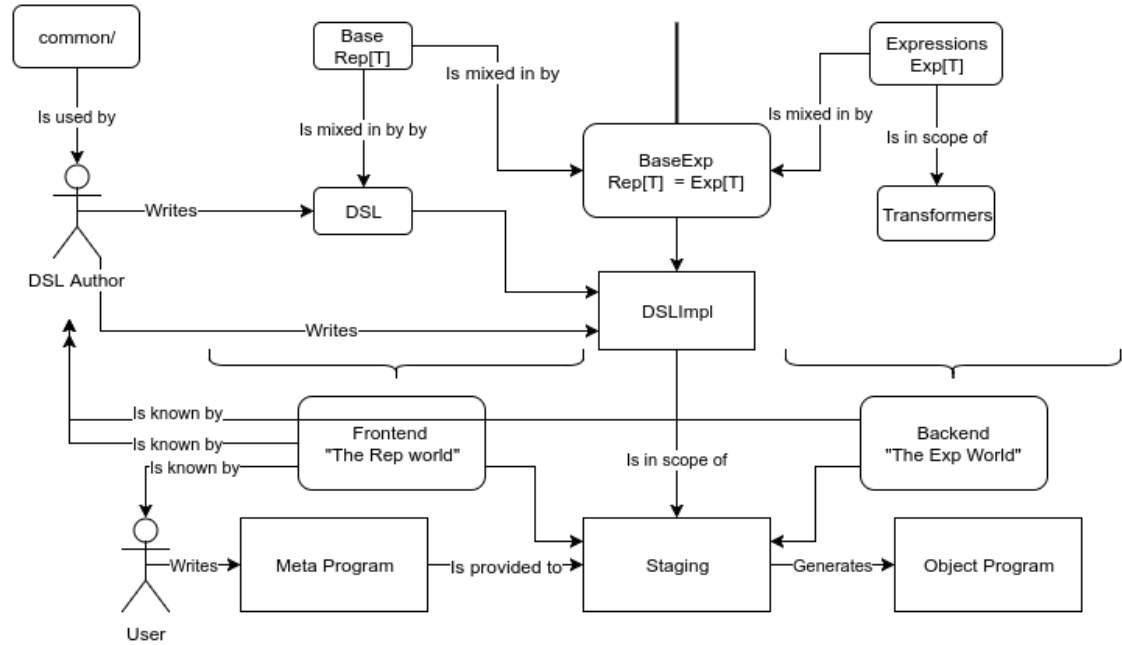 common/
Base
Rep[T]
Expressions
Exp[T]
Is mixed in by
Is used by
Is mixed in by by
Is mixed in by
Is in scope of
BaseExp
Rep[T]  = Exp[T]
Writes
DSL
Transformers
DSL Author
DSLImpl
Writes
Is known by
Frontend
"The Rep world"
Backend
"The Exp World"
Is known by
Is known by
Is in scope of
Writes
Meta Program
Is provided to
Staging
Generates
Object Program
User